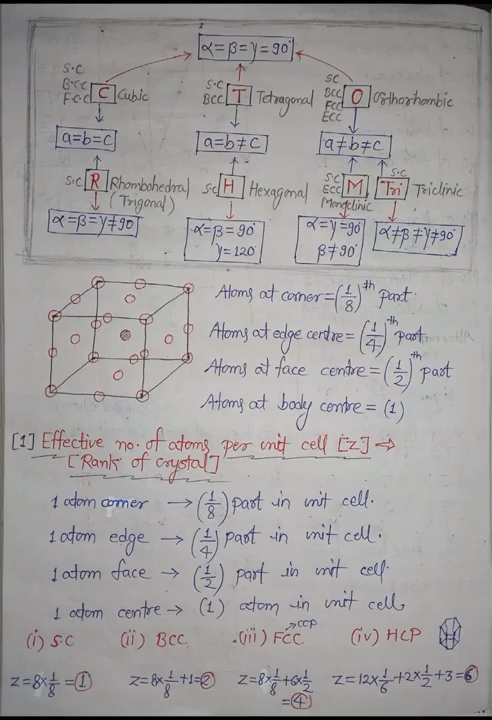 α=β=γ=90°
S.C
B.C.C
F.C.C
C Cubic
S.C
BCC
T Tetragonal
SC
BCC
FCC
ECC
O Orthorhombic
a=b=c
a=b≠c
a≠b≠c
S.C R Rhombohedral
(Trigonal)
SC H Hexagonal
SC
ECC
M
Monoclinic
S.C
Tri Triclinic
α=β=γ≠90
α=β=90°
γ=120°
α=γ=90°
β≠90°
α≠β≠γ≠90°
Atoms at corner=(1/8)th part
Atoms at edge centre=(1/4)th part
Atoms at face centre=(1/2)th part
Atoms at body centre=(1)
[1] Effective no. of atoms per unit cell [z]⇒
[Rank of crystal]
1 atom corner → (1/8) part in unit cell.
1 atom edge → (1/4) part in unit cell.
1 atom face → (1/2) part in unit cell.
1 atom centre → (1) atom in unit cell.
(i) S.C (ii) BCC (iii) FCC → CCP (iv) HCP
z=8×1/8=1 z=8×1/8+1=2 z=8×1/8+6×1/2=4 z=12×1/6+2×1/2+3=6